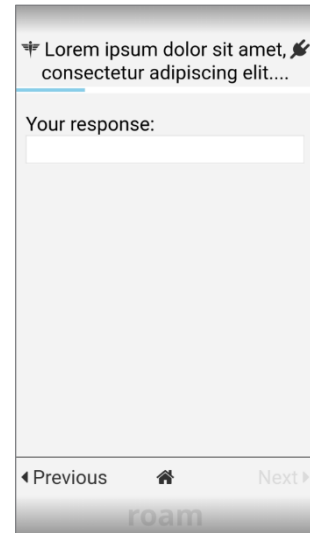 Lorem ipsum dolor sit amet,
consectetur adipiscing elit....
Your response:
Previous
Next
roam